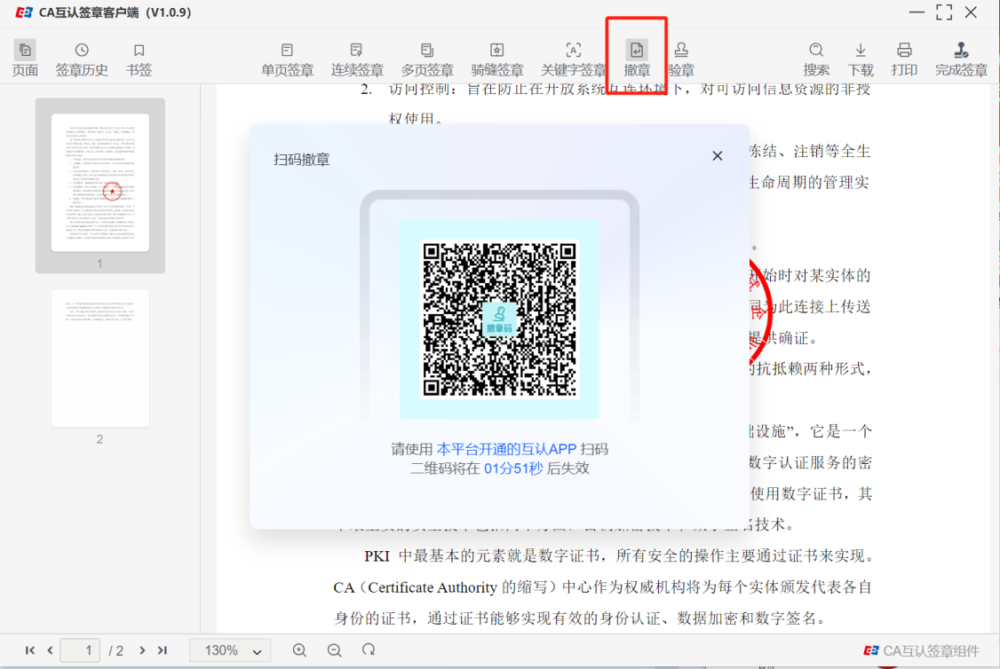 CA互认签章客户端（V1.0.9）
页面 签章历史 书签 单页签章 连续签章 多页签章 骑缝签章 关键字签章 撤章 验章 搜索 下载 打印 完成签章
2. 访问控制：旨在防止在开放系统互连环境下，对可访问信息资源的非授
权使用。
冻结、注销等全生
生命周期的管理实
。
开始时对某实体的
可为此连接上传送
提供确证。
的抗抵赖两种形式，
础设施”，它是一个
数字认证服务的密
使用数字证书，其
名技术。
PKI 中最基本的元素就是数字证书，所有安全的操作主要通过证书来实现。
CA（Certificate Authority 的缩写）中心作为权威机构将为每个实体颁发代表各自
身份的证书，通过证书能够实现有效的身份认证、数据加密和数字签名。
扫码撤章
撤章码
请使用 本平台开通的互认APP 扫码
二维码将在 01分51秒 后失效
1
2
1 / 2 130%
CA互认签章组件